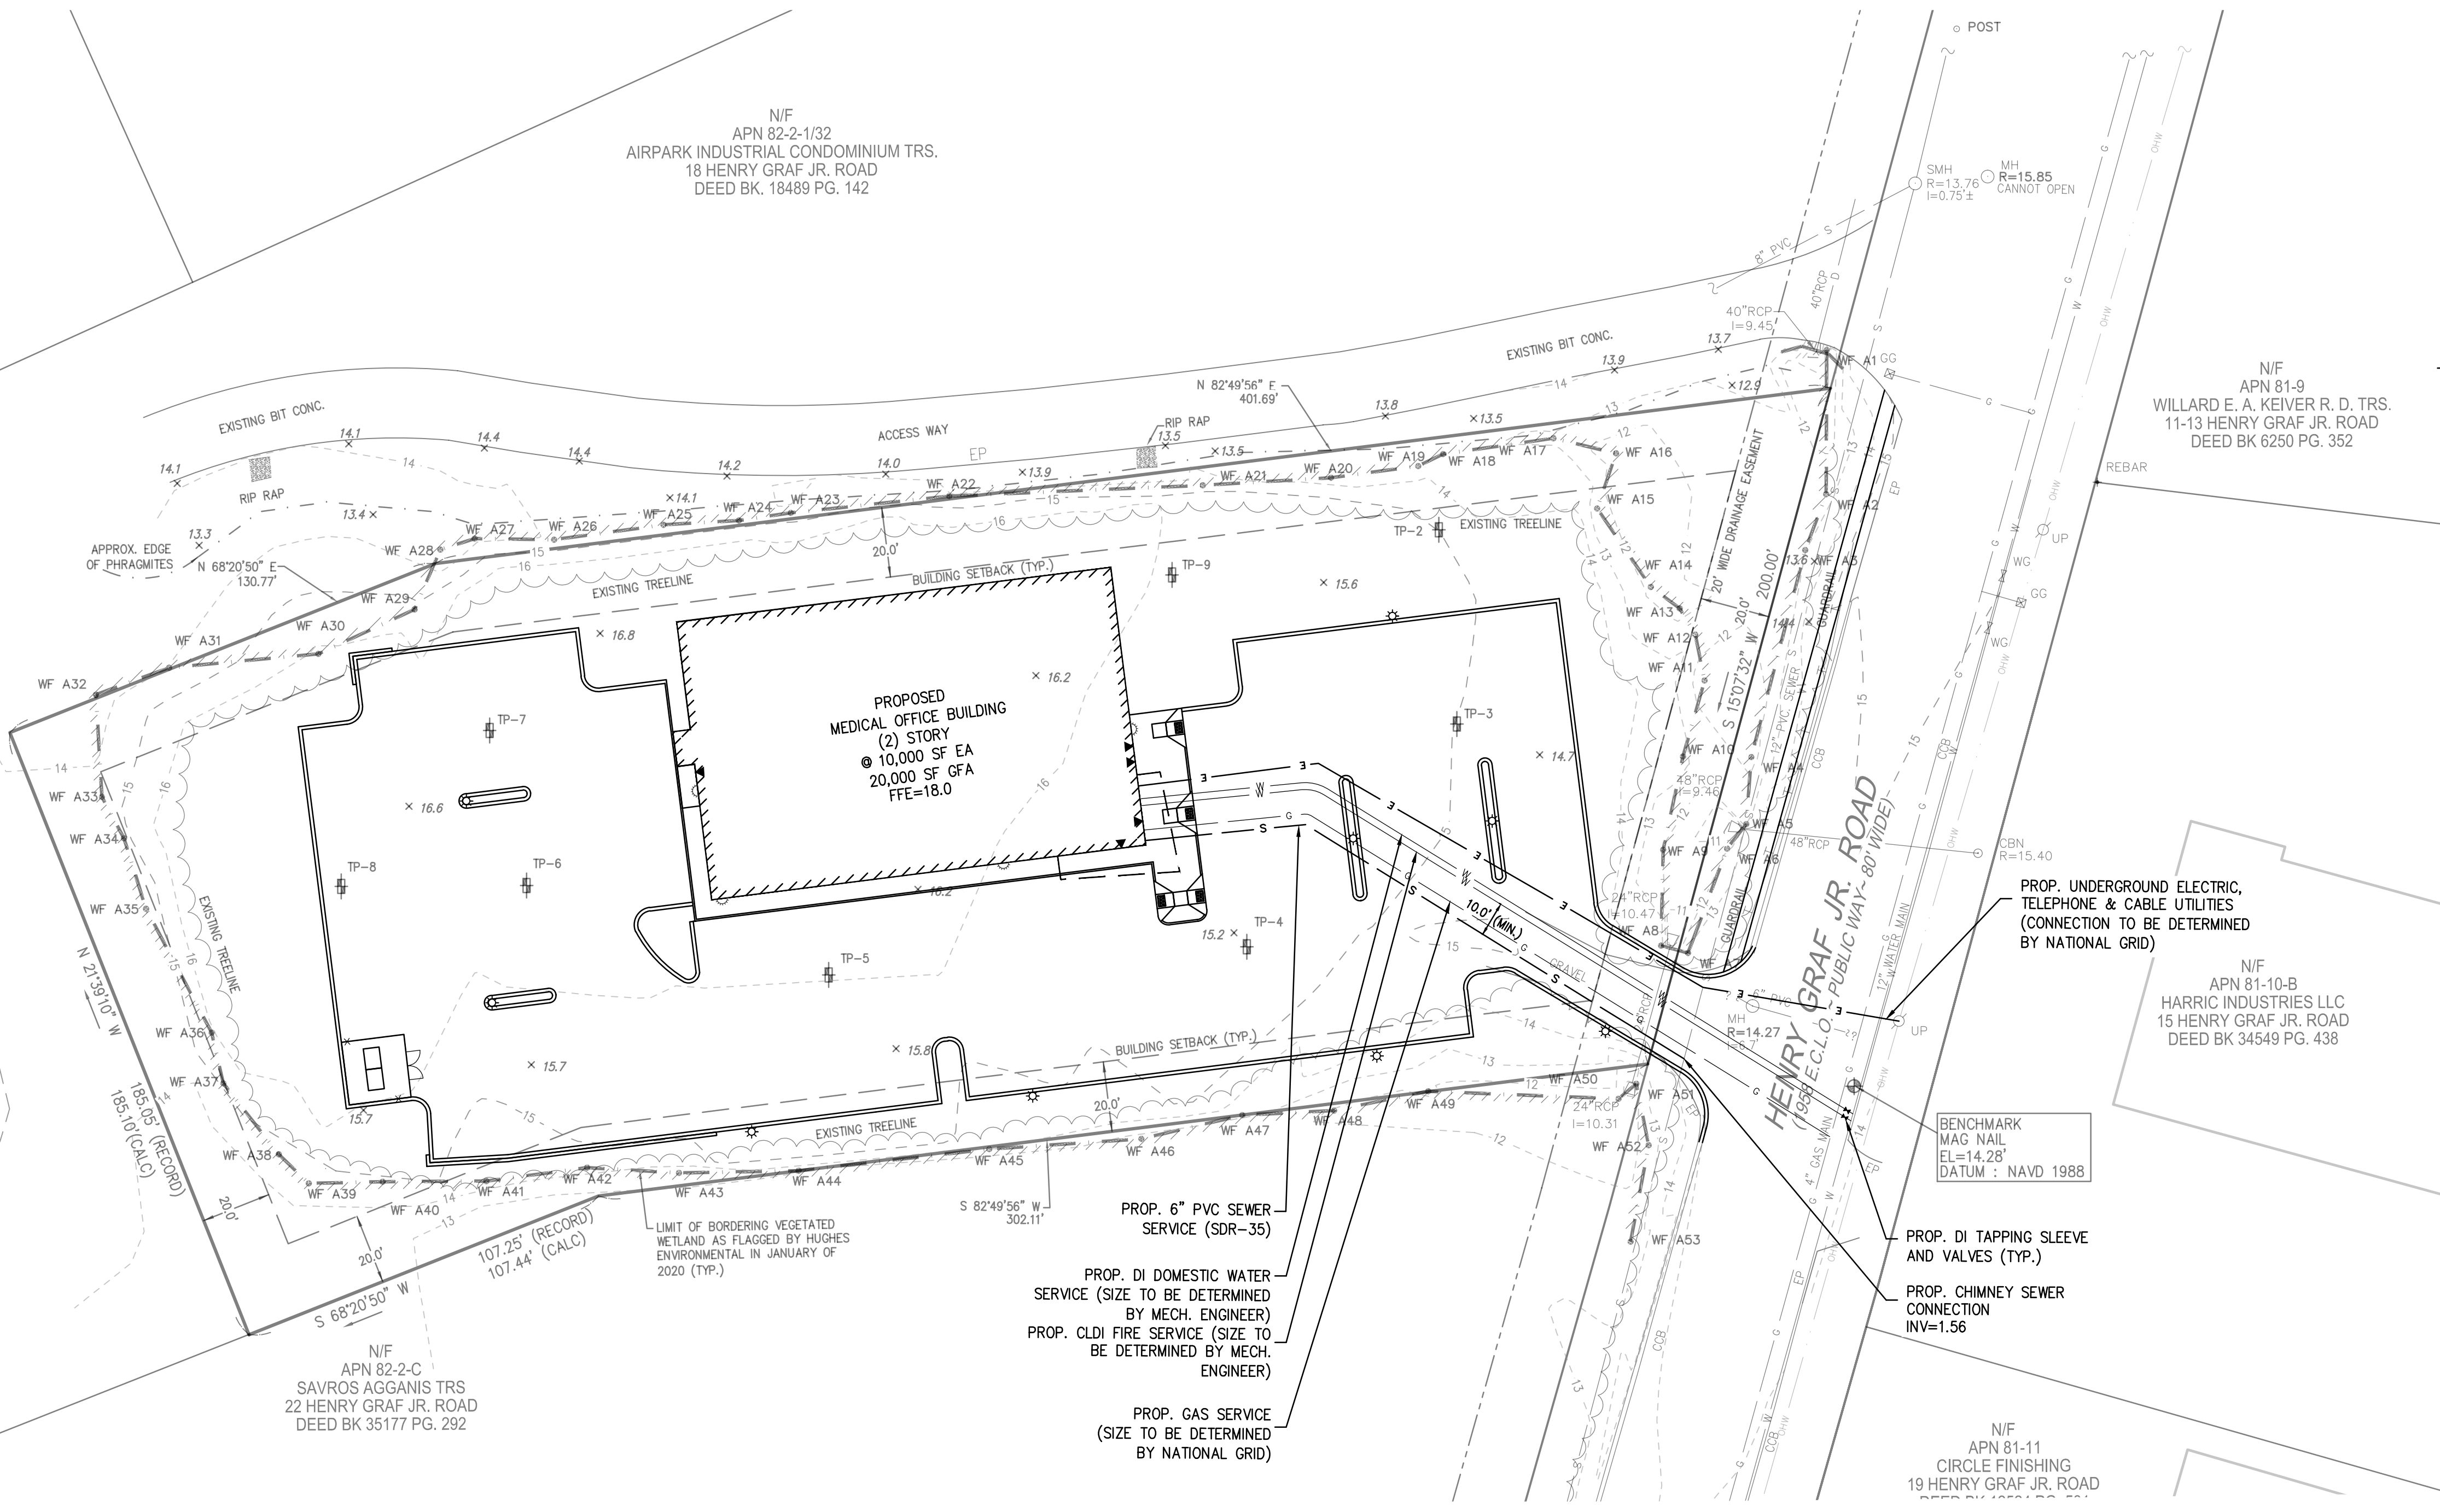 POST
N/F
APN 82-2-1/32
AIRPARK INDUSTRIAL CONDOMINIUM TRS.
18 HENRY GRAF JR. ROAD
DEED BK. 18489 PG. 142
SMH
R=13.76
I=0.75'±
MH
R=15.85
CANNOT OPEN
8" PVC
S
40"RCP
D
40"RCP
I=9.45'
G
W
OHW
N/F
APN 81-9
WILLARD E. A. KEIVER R. D. TRS.
11-13 HENRY GRAF JR. ROAD
DEED BK 6250 PG. 352
REBAR
EXISTING BIT CONC.
13.7
13.9
14
12.9
WF A1
GG
N 82°49'56" E
401.69'
13.8
13.5
EXISTING BIT CONC.
14.1
14.4
14.4
14.2
14.0
ACCESS WAY
EP
RIP RAP
13.5
13.5
13.9
14.1
RIP RAP
14.1
13.4
13.3
APPROX. EDGE
OF PHRAGMITES
N 68°20'50" E
130.77'
WF A28
WF A27
WF A26
WF A25
WF A24
WF A23
WF A22
WF A21
WF A20
WF A19
WF A18
WF A17
WF A16
WF A15
WF A14
WF A13
WF A12
WF A11
WF A10
WF A2
WF A3
WF A4
WF A5
WF A6
WF A9
WF A8
WF A7
WF A29
WF A30
WF A31
WF A32
WF A33
WF A34
WF A35
WF A36
WF A37
WF A38
WF A39
WF A40
WF A41
WF A42
WF A43
WF A44
WF A45
WF A46
WF A47
WF A48
WF A49
WF A50
WF A51
WF A52
WF A53
EXISTING TREELINE
20.0'
BUILDING SETBACK (TYP.)
TP-9
TP-2
EXISTING TREELINE
15.6
20' WIDE DRAINAGE EASEMENT
20.0'
200.00'
S 15°07'32" W
13.6
14.4
GUARDRAIL
12" PVC SEWER
CCB
UP
WG
GG
WG
16.8
16.2
PROPOSED
MEDICAL OFFICE BUILDING
(2) STORY
@ 10,000 SF EA
20,000 SF GFA
FFE=18.0
TP-7
TP-3
14.7
16.6
TP-8
TP-6
16.2
15.2
TP-4
TP-5
EXISTING TREELINE
48"RCP
I=9.46
48"RCP
CBN
R=15.40
24"RCP
I=10.47
GUARDRAIL
10.0' (MIN.)
GRAVEL
HENRY GRAF JR. ROAD
(1958 E.C.L.O. ~ PUBLIC WAY~ 80' WIDE)
12" WATER MAIN
PROP. UNDERGROUND ELECTRIC,
TELEPHONE & CABLE UTILITIES
(CONNECTION TO BE DETERMINED
BY NATIONAL GRID)
N/F
APN 81-10-B
HARRIC INDUSTRIES LLC
15 HENRY GRAF JR. ROAD
DEED BK 34549 PG. 438
6" PVC
MH
R=14.27
I=6.7'
??
UP
N 21°39'10" W
185.05' (RECORD)
185.10'(CALC)
15.7
15.8
15.7
BUILDING SETBACK (TYP.)
20.0'
EXISTING TREELINE
24"RCP
I=10.31
BENCHMARK
MAG NAIL
EL=14.28'
DATUM : NAVD 1988
4" GAS MAIN
EP
20.0'
20.0'
107.25' (RECORD)
107.44' (CALC)
S 68°20'50" W
LIMIT OF BORDERING VEGETATED
WETLAND AS FLAGGED BY HUGHES
ENVIRONMENTAL IN JANUARY OF
2020 (TYP.)
S 82°49'56" W
302.11'
PROP. 6" PVC SEWER
SERVICE (SDR-35)
PROP. DI DOMESTIC WATER
SERVICE (SIZE TO BE DETERMINED
BY MECH. ENGINEER)
PROP. CLDI FIRE SERVICE (SIZE TO
BE DETERMINED BY MECH.
ENGINEER)
PROP. GAS SERVICE
(SIZE TO BE DETERMINED
BY NATIONAL GRID)
PROP. DI TAPPING SLEEVE
AND VALVES (TYP.)
PROP. CHIMNEY SEWER
CONNECTION
INV=1.56
N/F
APN 82-2-C
SAVROS AGGANIS TRS
22 HENRY GRAF JR. ROAD
DEED BK 35177 PG. 292
N/F
APN 81-11
CIRCLE FINISHING
19 HENRY GRAF JR. ROAD